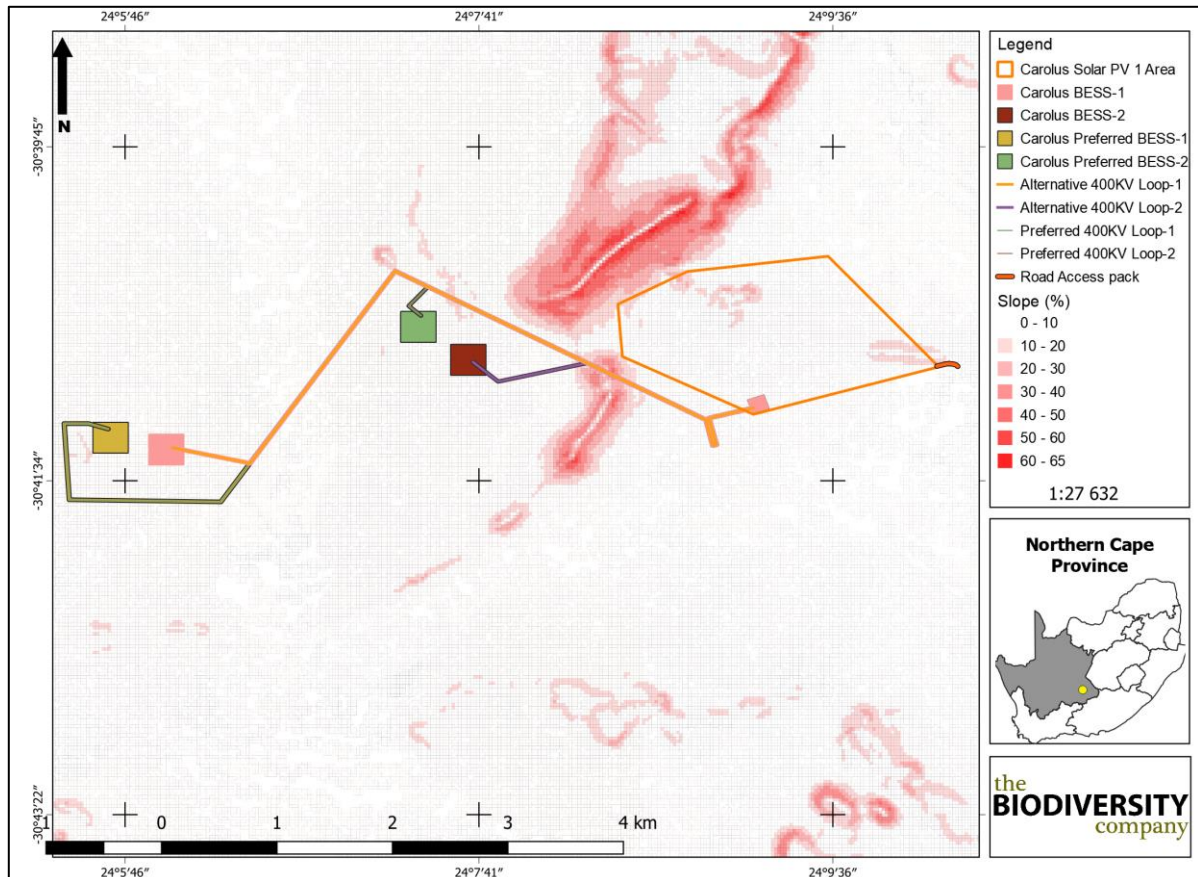 24°5'46" 24°7'41" 24°9'36"
-30°39'45"
-30°41'34"
-30°43'22"
N
1 0 1 2 3 4 km
24°5'46" 24°7'41" 24°9'36"
Legend
Carolus Solar PV 1 Area
Carolus BESS-1
Carolus BESS-2
Carolus Preferred BESS-1
Carolus Preferred BESS-2
Alternative 400KV Loop-1
Alternative 400KV Loop-2
Preferred 400KV Loop-1
Preferred 400KV Loop-2
Road Access pack
Slope (%)
0 - 10
10 - 20
20 - 30
30 - 40
40 - 50
50 - 60
60 - 65
1:27 632
Northern Cape
Province
the
BIODIVERSITY
company